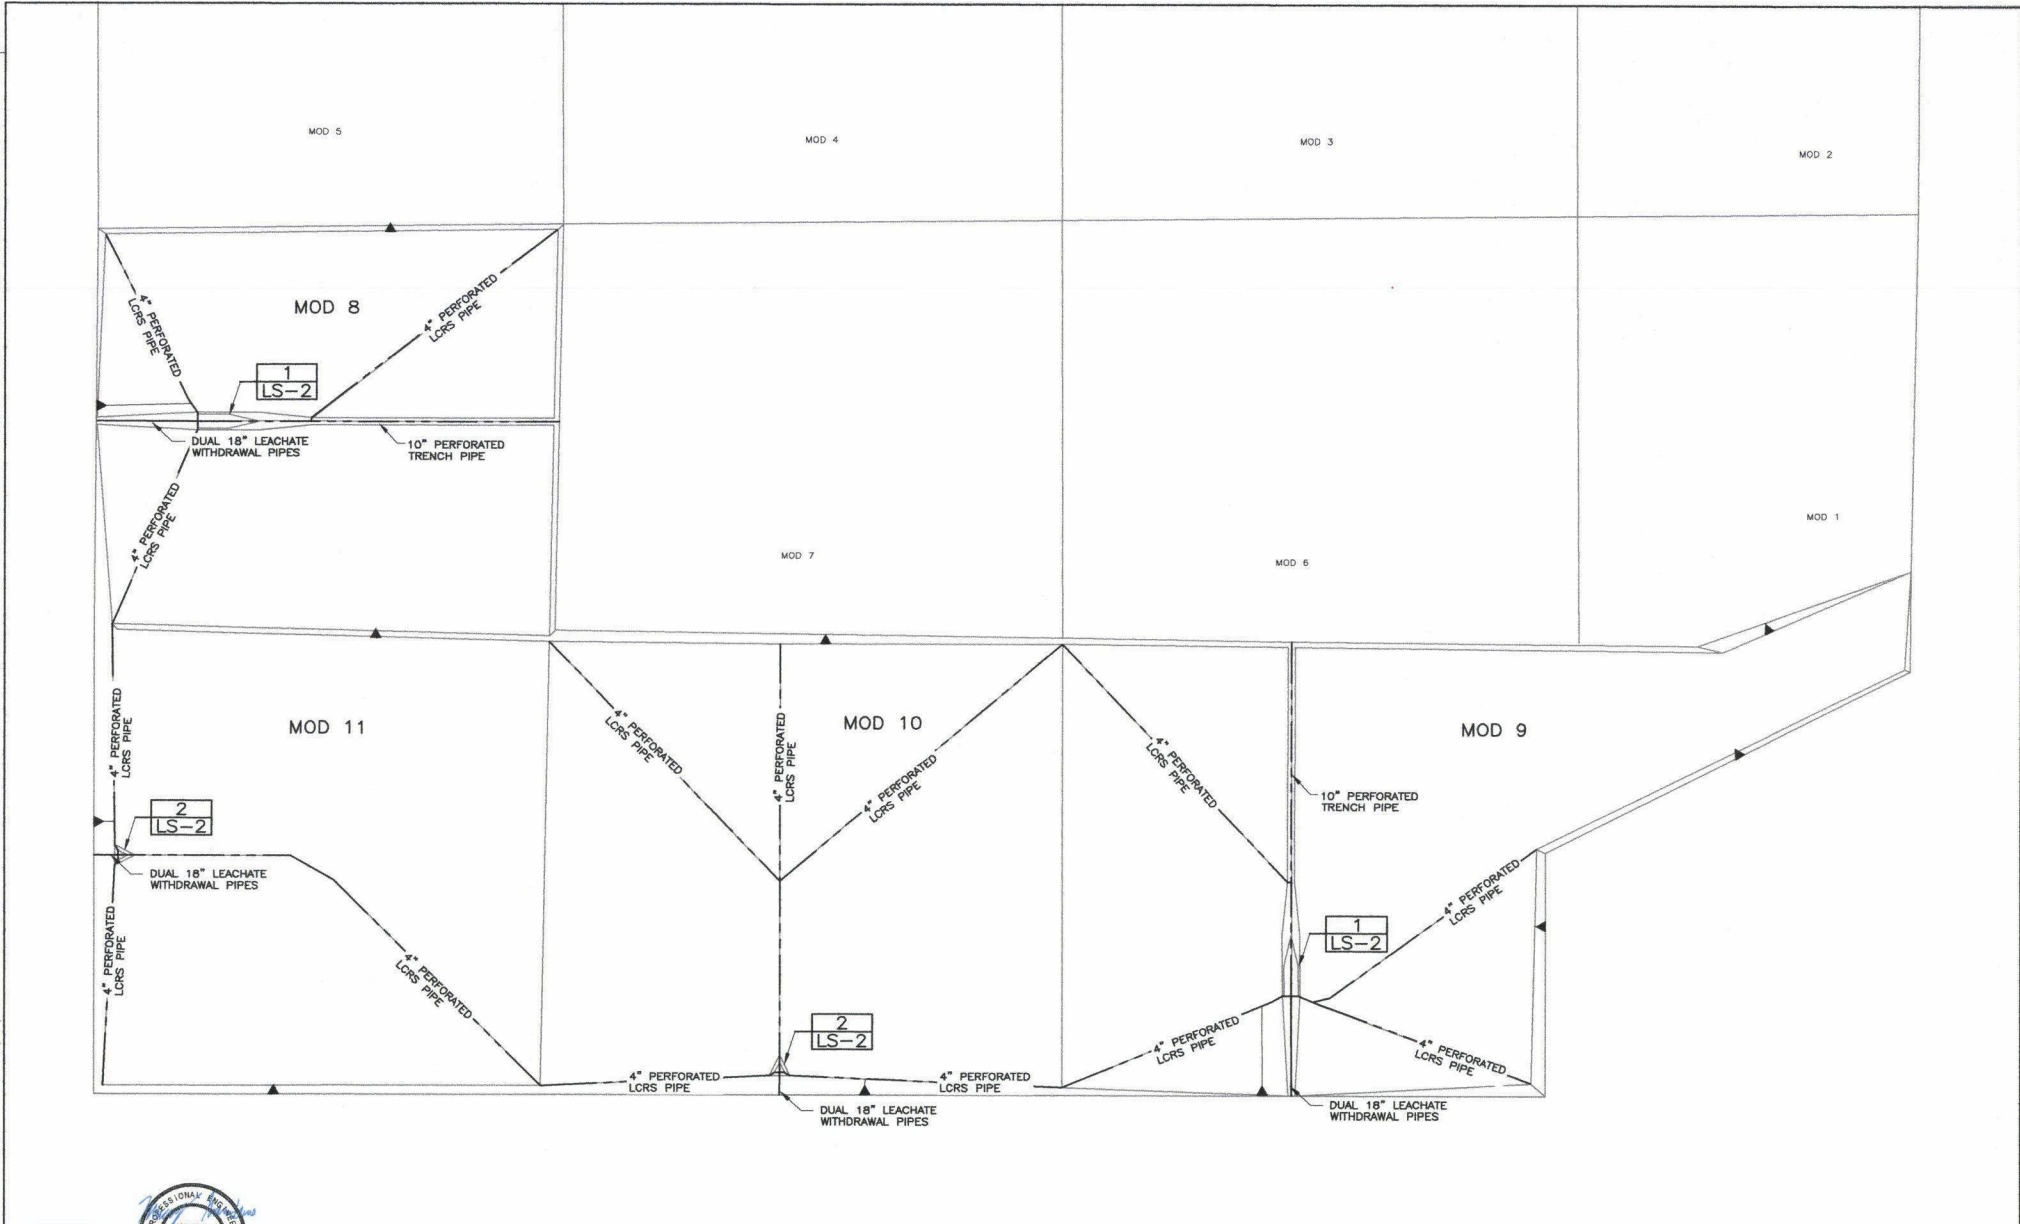 MOD 5
MOD 4
MOD 3
MOD 2
4" PERFORATED
LCRS PIPE
MOD 8
4" PERFORATED
LCRS PIPE
1
LS-2
DUAL 18" LEACHATE
WITHDRAWAL PIPES
10" PERFORATED
TRENCH PIPE
4" PERFORATED
LCRS PIPE
MOD 7
MOD 6
MOD 1
4" PERFORATED
LCRS PIPE
MOD 11
4" PERFORATED
LCRS PIPE
4" PERFORATED
LCRS PIPE
MOD 10
4" PERFORATED
LCRS PIPE
4" PERFORATED
LCRS PIPE
MOD 9
10" PERFORATED
TRENCH PIPE
2
LS-2
DUAL 18" LEACHATE
WITHDRAWAL PIPES
4" PERFORATED
LCRS PIPE
4" PERFORATED
LCRS PIPE
4" PERFORATED
LCRS PIPE
1
LS-2
2
LS-2
4" PERFORATED
LCRS PIPE
4" PERFORATED
LCRS PIPE
4" PERFORATED
LCRS PIPE
4" PERFORATED
LCRS PIPE
DUAL 18" LEACHATE
WITHDRAWAL PIPES
DUAL 18" LEACHATE
WITHDRAWAL PIPES